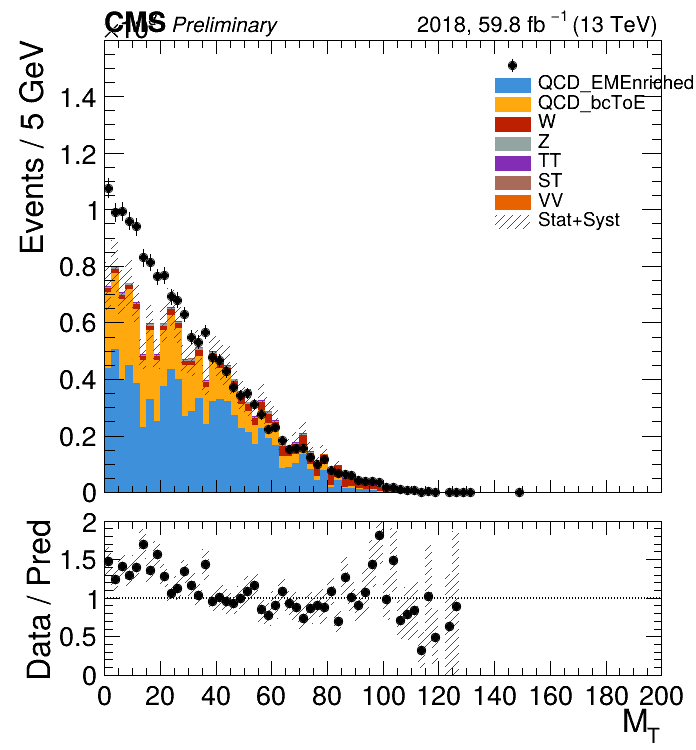 CMS Preliminary 2018, 59.8 fb⁻¹ (13 TeV)
Events / 5 GeV
QCD_EMEnriched
QCD_bcToE
W
Z
TT
ST
VV
Stat+Syst
1.4
1.2
1
0.8
0.6
0.4
0.2
0
Data / Pred
2
1.5
1
0.5
0
0 20 40 60 80 100 120 140 160 180 200
M_T